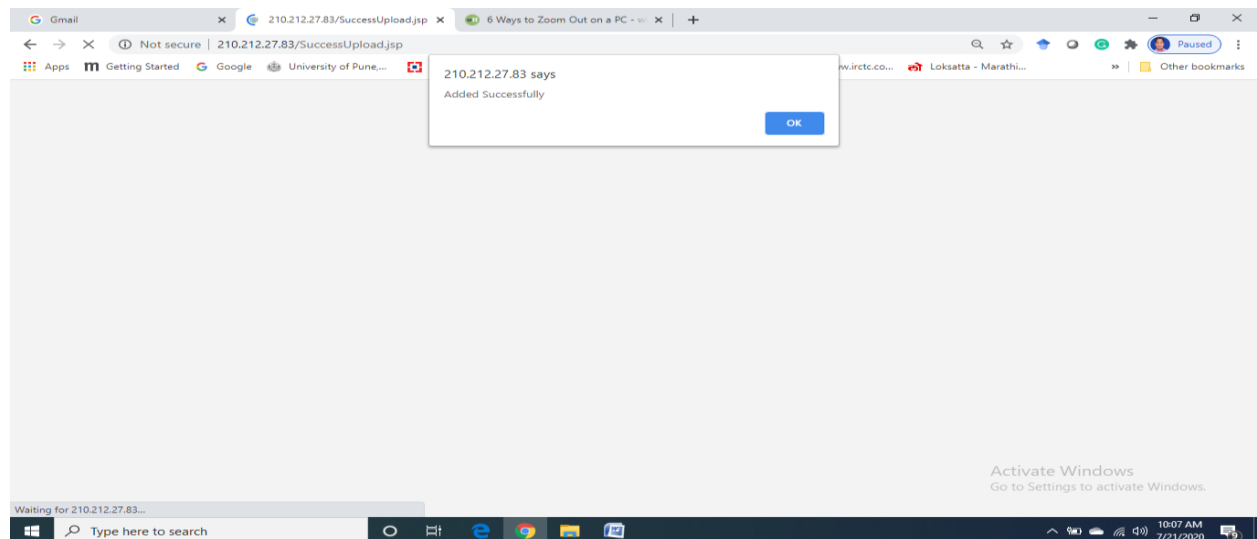 Gmail
210.212.27.83/SuccessUpload.jsp
6 Ways to Zoom Out on a PC - w
Not secure | 210.212.27.83/SuccessUpload.jsp
Paused
Apps
Getting Started
Google
University of Pune,...
w.irctc.co...
Loksatta - Marathi...
»
Other bookmarks
210.212.27.83 says
Added Successfully
OK
Activate Windows
Go to Settings to activate Windows.
Waiting for 210.212.27.83...
Type here to search
10:07 AM
7/21/2020